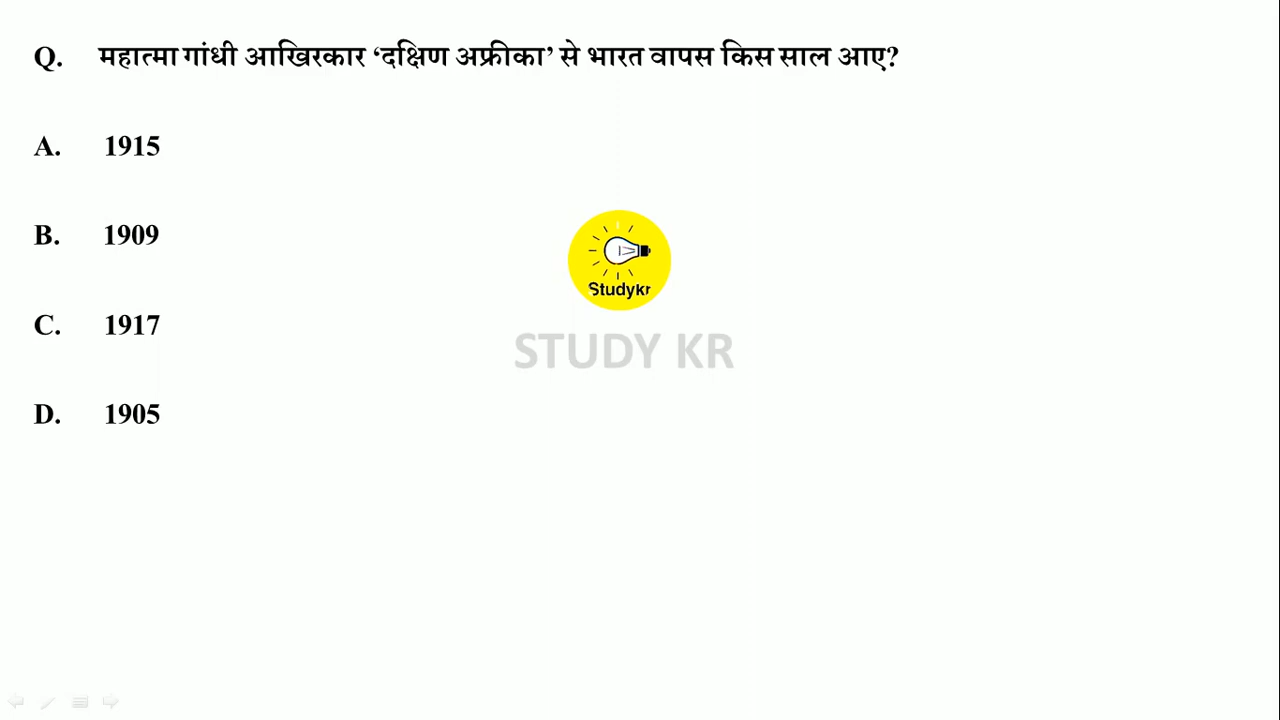 Q. महात्मा गांधी आखिरकार ‘दक्षिण अफ्रीका’ से भारत वापस किस साल आए?
A. 1915
B. 1909
Studykr
C. 1917
STUDY KR
D. 1905